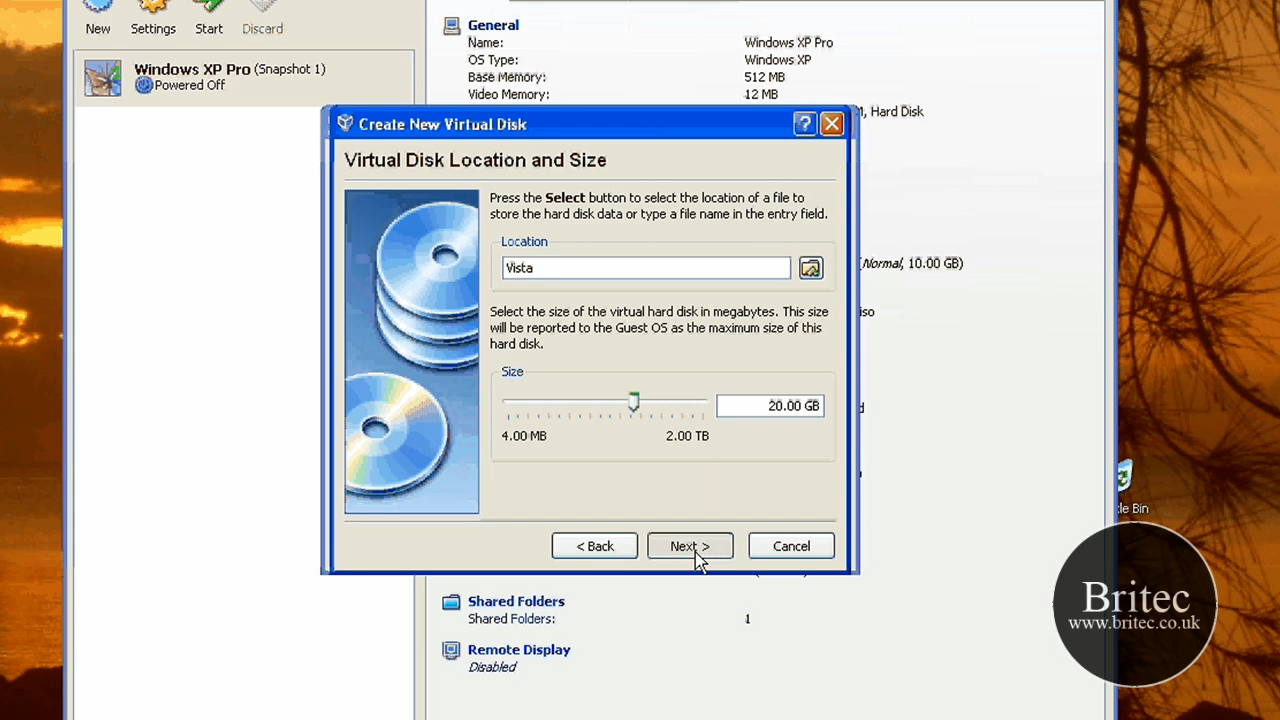 New Settings Start Discard
Windows XP Pro (Snapshot 1)
Powered Off
General
Name: Windows XP Pro
OS Type: Windows XP
Base Memory: 512 MB
Video Memory: 12 MB
, Hard Disk
(Normal, 10.00 GB)
iso
Create New Virtual Disk
Virtual Disk Location and Size
Press the Select button to select the location of a file to
store the hard disk data or type a file name in the entry field.
Location
Vista
Select the size of the virtual hard disk in megabytes. This size
will be reported to the Guest OS as the maximum size of this
hard disk.
Size
20.00 GB
4.00 MB 2.00 TB
< Back Next > Cancel
Shared Folders
Shared Folders: 1
Remote Display
Disabled
cle Bin
Britec
www.britec.co.uk